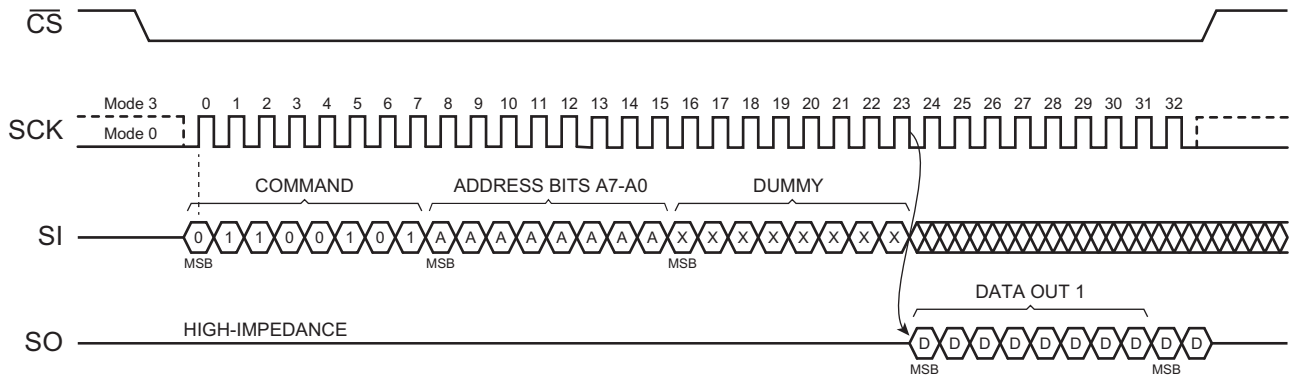 CS
Mode 3
0 1 2 3 4 5 6 7 8 9 10 11 12 13 14 15 16 17 18 19 20 21 22 23 24 25 26 27 28 29 30 31 32
SCK
Mode 0
COMMAND ADDRESS BITS A7-A0 DUMMY
SI 0 1 1 0 0 1 0 1 A A A A A A A A X X X X X X X X
MSB MSB MSB
DATA OUT 1
HIGH-IMPEDANCE
SO D D D D D D D D D D
MSB MSB